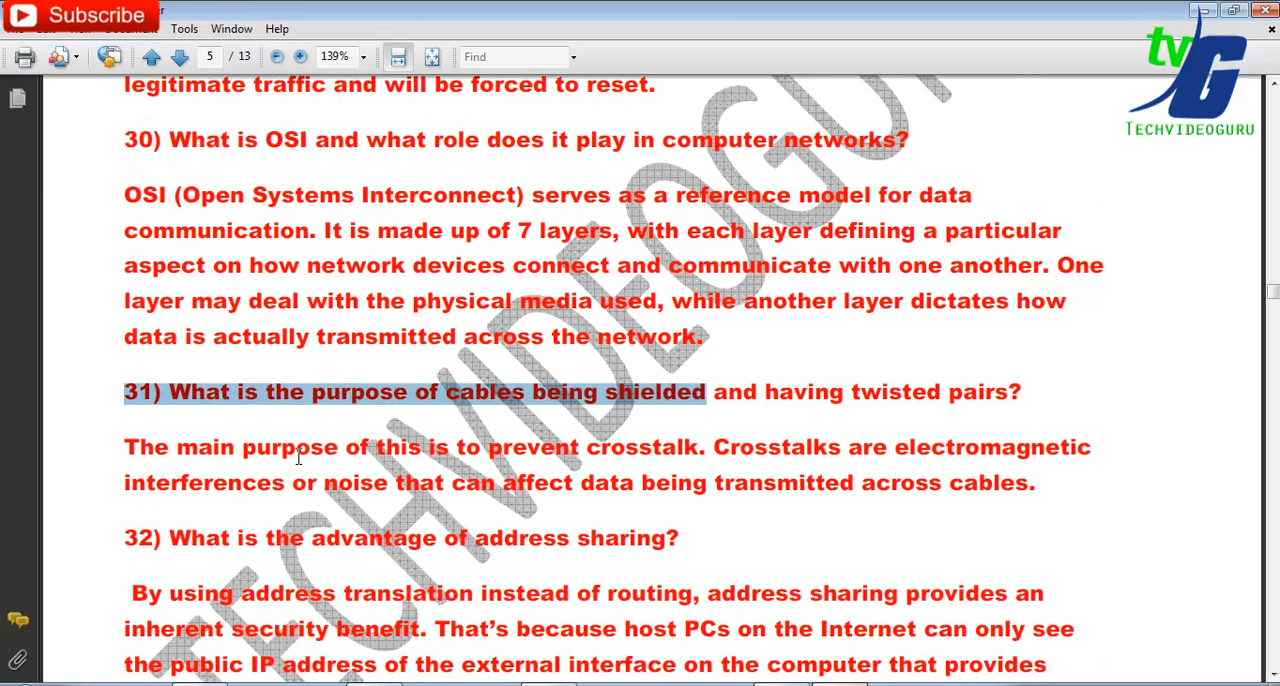 Subscribe
Tools Window Help
5 / 13 139% Find
legitimate traffic and will be forced to reset.
30) What is OSI and what role does it play in computer networks?
OSI (Open Systems Interconnect) serves as a reference model for data
communication. It is made up of 7 layers, with each layer defining a particular
aspect on how network devices connect and communicate with one another. One
layer may deal with the physical media used, while another layer dictates how
data is actually transmitted across the network.
31) What is the purpose of cables being shielded and having twisted pairs?
The main purpose of this is to prevent crosstalk. Crosstalks are electromagnetic
interferences or noise that can affect data being transmitted across cables.
32) What is the advantage of address sharing?
By using address translation instead of routing, address sharing provides an
inherent security benefit. That’s because host PCs on the Internet can only see
the public IP address of the external interface on the computer that provides
tv G
TECHVIDEOGURU
TECHVIDEOGU